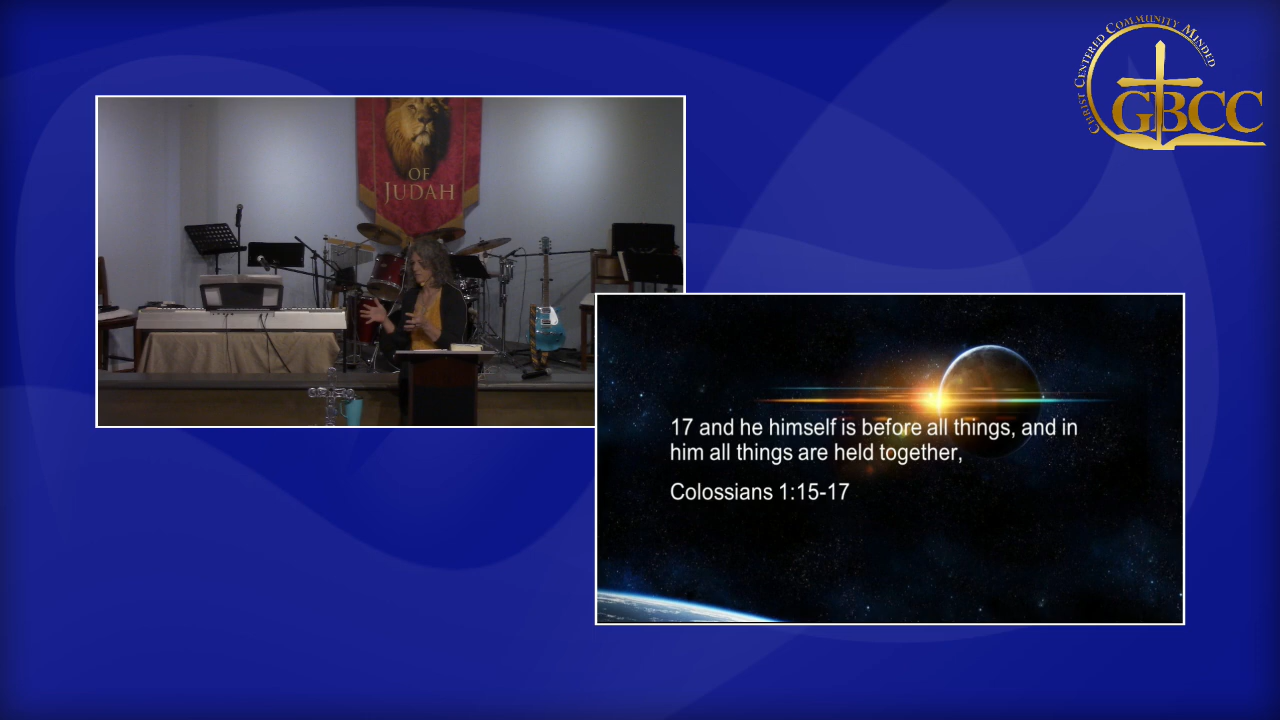 CHRIST CENTERED COMMUNITY MINDED
GBCC
OF
JUDAH
17 and he himself is before all things, and in
him all things are held together,
Colossians 1:15-17